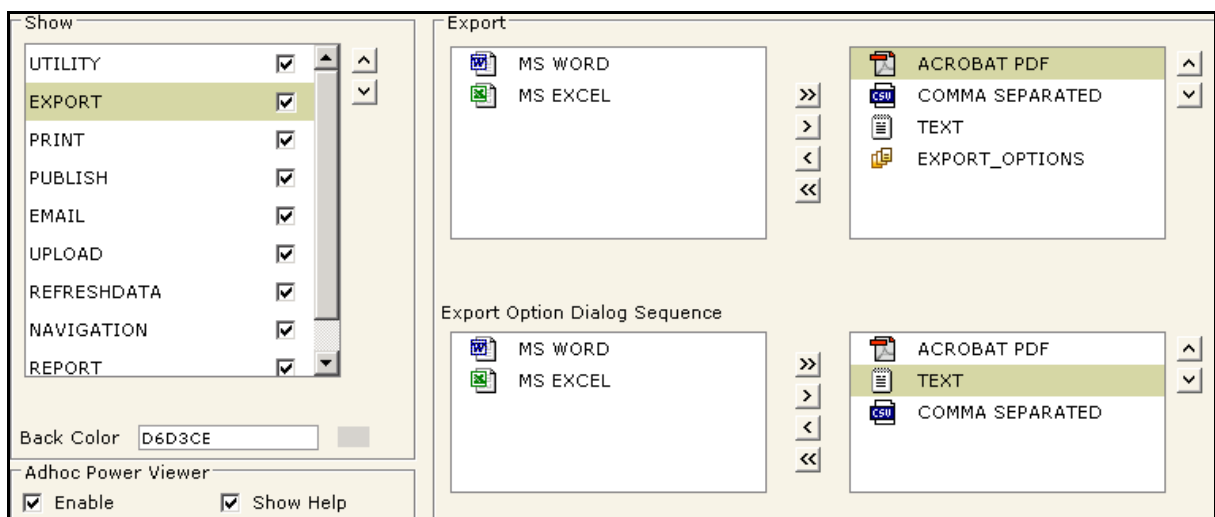 Show
UTILITY
EXPORT
PRINT
PUBLISH
EMAIL
UPLOAD
REFRESHDATA
NAVIGATION
REPORT
Back Color D6D3CE
Adhoc Power Viewer
Enable Show Help
Export
MS WORD
MS EXCEL
>>
>
<
<<
ACROBAT PDF
COMMA SEPARATED
TEXT
EXPORT_OPTIONS
Export Option Dialog Sequence
MS WORD
MS EXCEL
>>
>
<
<<
ACROBAT PDF
TEXT
COMMA SEPARATED